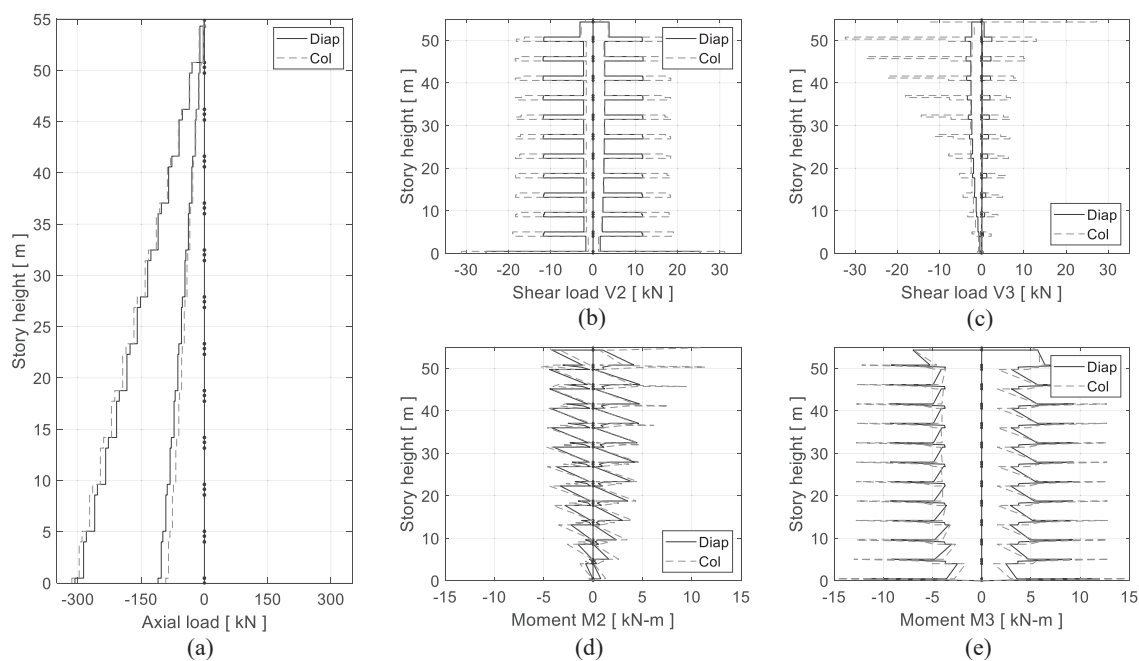 55
50
45
40
35
30
25
20
15
10
5
0
Story height [ m ]
-300 -150 0 150 300
Axial load [ kN ]
Diap
Col
(a)
50
40
30
20
10
0
Story height [ m ]
-30 -20 -10 0 10 20 30
Shear load V2 [ kN ]
Diap
Col
(b)
50
40
30
20
10
0
Story height [ m ]
-30 -20 -10 0 10 20 30
Shear load V3 [ kN ]
Diap
Col
(c)
50
40
30
20
10
0
Story height [ m ]
-15 -10 -5 0 5 10 15
Moment M2 [ kN-m ]
Diap
Col
(d)
50
40
30
20
10
0
Story height [ m ]
-15 -10 -5 0 5 10 15
Moment M3 [ kN-m ]
Diap
Col
(e)